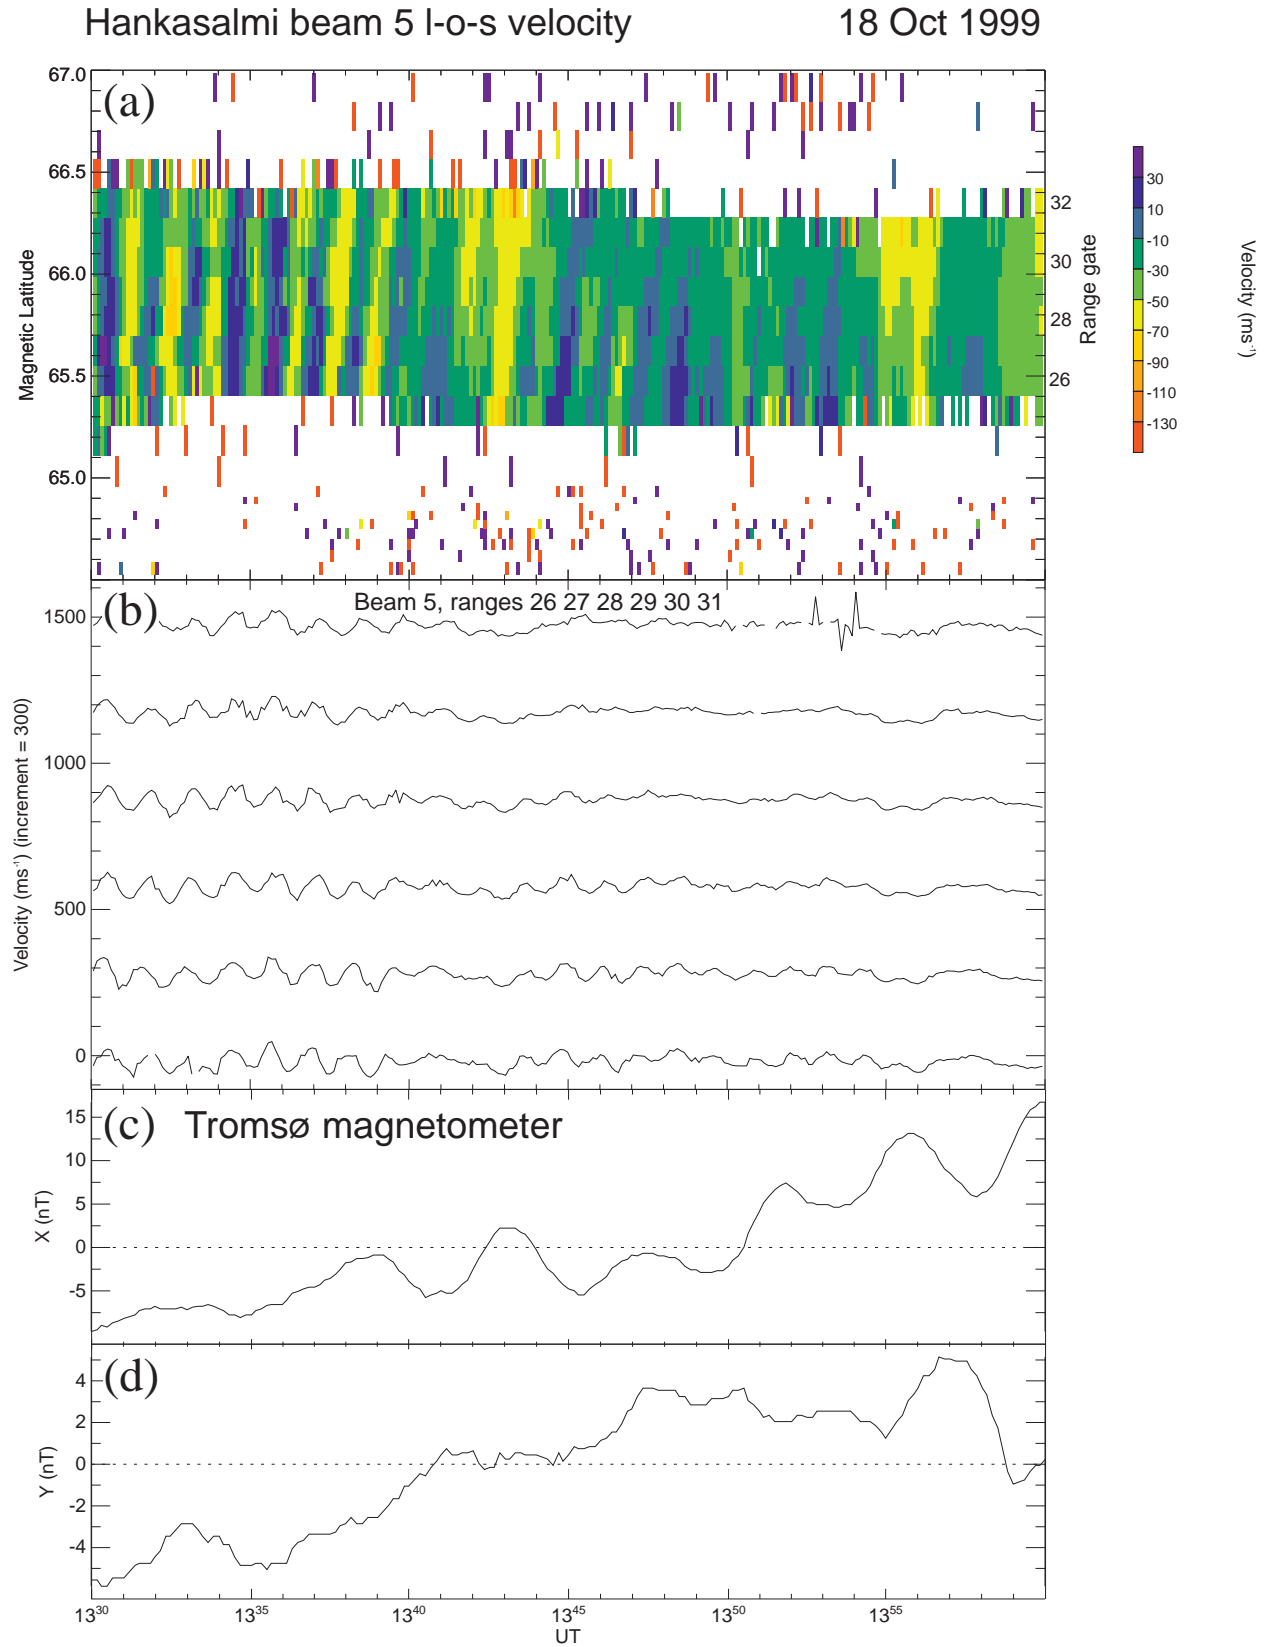 Hankasalmi beam 5 l-o-s velocity 18 Oct 1999
(a)
67.0
66.5
66.0
65.5
65.0
Magnetic Latitude
32
30
28
26
Range gate
30
10
-10
-30
-50
-70
-90
-110
-130
Velocity (ms⁻¹)
(b)
Beam 5, ranges 26 27 28 29 30 31
1500
1000
500
0
Velocity (ms⁻¹) (increment = 300)
(c) Tromsø magnetometer
15
10
5
0
-5
X (nT)
(d)
4
2
0
-2
-4
Y (nT)
13³⁰ 13³⁵ 13⁴⁰ 13⁴⁵ 13⁵⁰ 13⁵⁵
UT